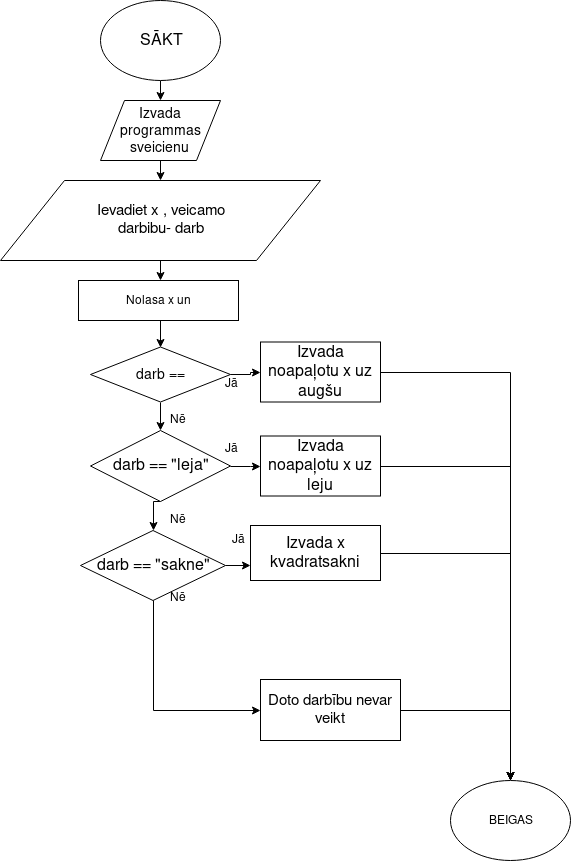 SĀKT
Izvada
programmas
sveicienu
Ievadiet x , veicamo
darbibu- darb
Nolasa x un
darb ==
Jā
Izvada
noapaļotu x uz
augšu
Nē
darb == "leja"
Jā
Izvada
noapaļotu x uz
leju
Nē
darb == "sakne"
Jā
Izvada x
kvadratsakni
Nē
Doto darbību nevar
veikt
BEIGAS